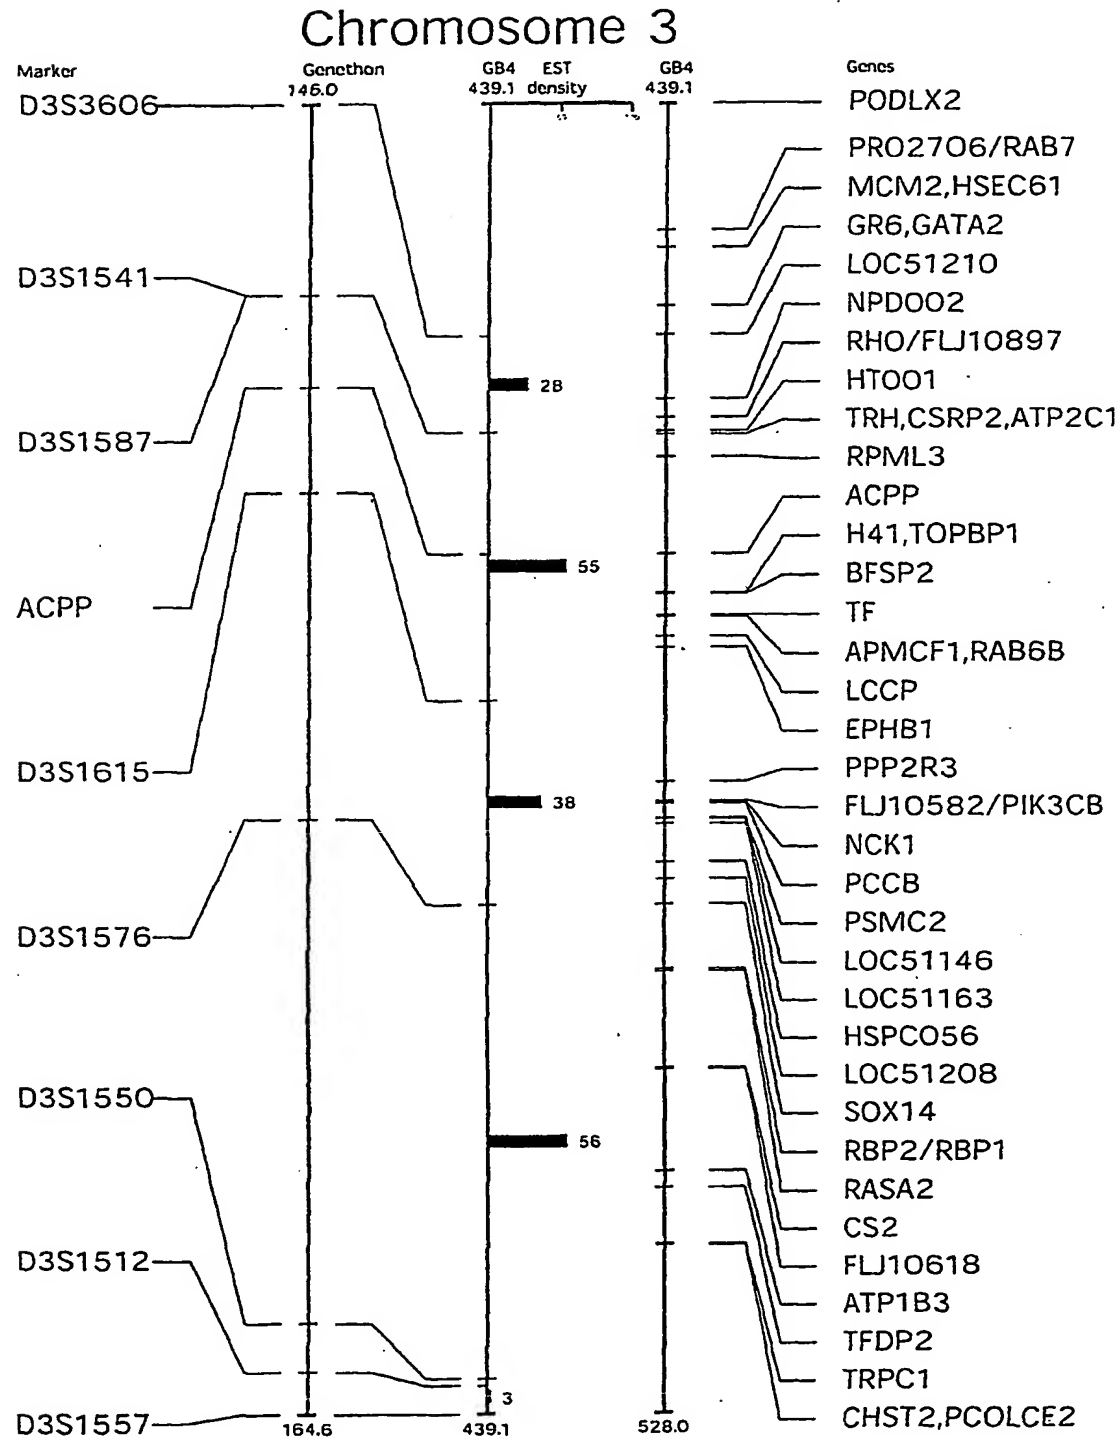 Chromosome 3
Marker Genethon GB4 EST GB4 Genes
146.0 439.1 density 439.1
D3S3606
D3S1541
D3S1587
ACPP
D3S1615
D3S1576
D3S1550
D3S1512
D3S1557
28
55
38
56
3
164.6 439.1 528.0
PODLX2
PRO2706/RAB7
MCM2,HSEC61
GR6,GATA2
LOC51210
NPD002
RHO/FLJ10897
HT001
TRH,CSRP2,ATP2C1
RPML3
ACPP
H41,TOPBP1
BFSP2
TF
APMCF1,RAB6B
LCCP
EPHB1
PPP2R3
FLJ10582/PIK3CB
NCK1
PCCB
PSMC2
LOC51146
LOC51163
HSPC056
LOC51208
SOX14
RBP2/RBP1
RASA2
CS2
FLJ10618
ATP1B3
TFDP2
TRPC1
CHST2,PCOLCE2